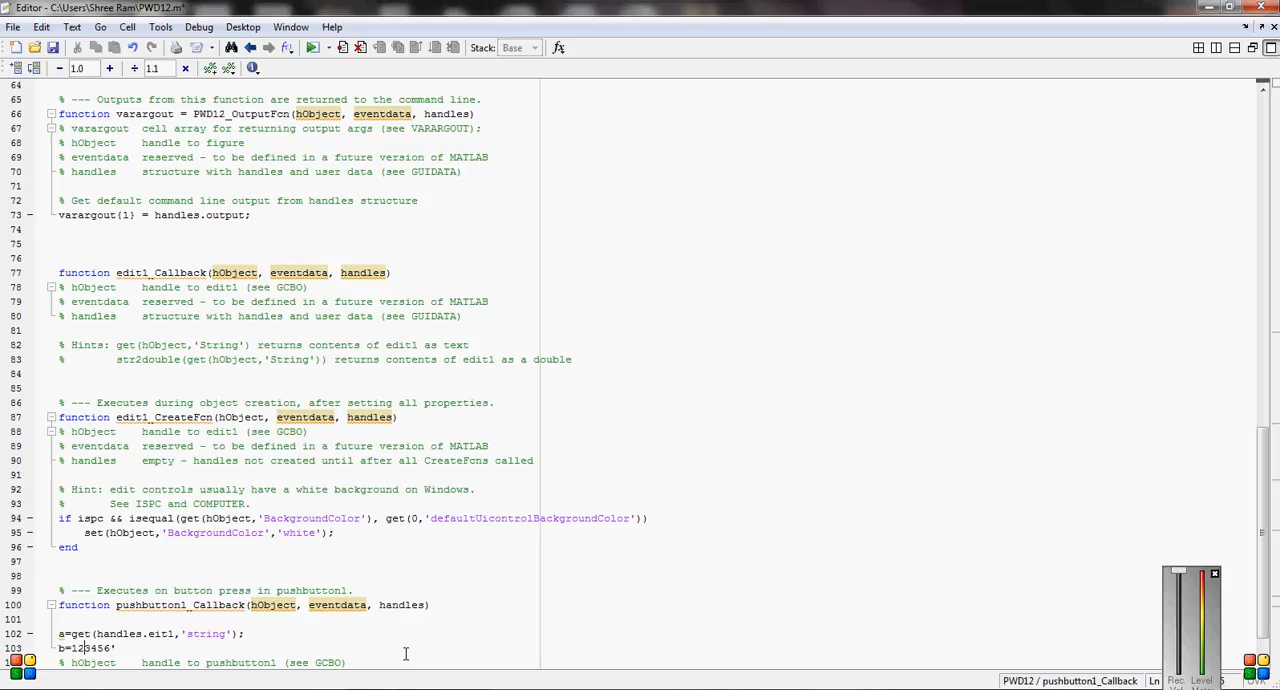 Editor - C:\Users\Shree Ram\PWD12.m*
File Edit Text Go Cell Tools Debug Desktop Window Help
Stack: Base fx
1.0 1.1
64
65 % --- Outputs from this function are returned to the command line.
66 function varargout = PWD12_OutputFcn(hObject, eventdata, handles)
67 % varargout cell array for returning output args (see VARARGOUT);
68 % hObject handle to figure
69 % eventdata reserved - to be defined in a future version of MATLAB
70 % handles structure with handles and user data (see GUIDATA)
71
72 % Get default command line output from handles structure
73 varargout{1} = handles.output;
74
75
76
77 function edit1_Callback(hObject, eventdata, handles)
78 % hObject handle to edit1 (see GCBO)
79 % eventdata reserved - to be defined in a future version of MATLAB
80 % handles structure with handles and user data (see GUIDATA)
81
82 % Hints: get(hObject,'String') returns contents of edit1 as text
83 % str2double(get(hObject,'String')) returns contents of edit1 as a double
84
85
86 % --- Executes during object creation, after setting all properties.
87 function edit1_CreateFcn(hObject, eventdata, handles)
88 % hObject handle to edit1 (see GCBO)
89 % eventdata reserved - to be defined in a future version of MATLAB
90 % handles empty - handles not created until after all CreateFcns called
91
92 % Hint: edit controls usually have a white background on Windows.
93 % See ISPC and COMPUTER.
94 if ispc && isequal(get(hObject,'BackgroundColor'), get(0,'defaultUicontrolBackgroundColor'))
95 set(hObject,'BackgroundColor','white');
96 end
97
98
99 % --- Executes on button press in pushbutton1.
100 function pushbutton1_Callback(hObject, eventdata, handles)
101
102 a=get(handles.eit1,'string');
103 b=123456'
% hObject handle to pushbutton1 (see GCBO)
PWD12 / pushbutton1_Callback Ln